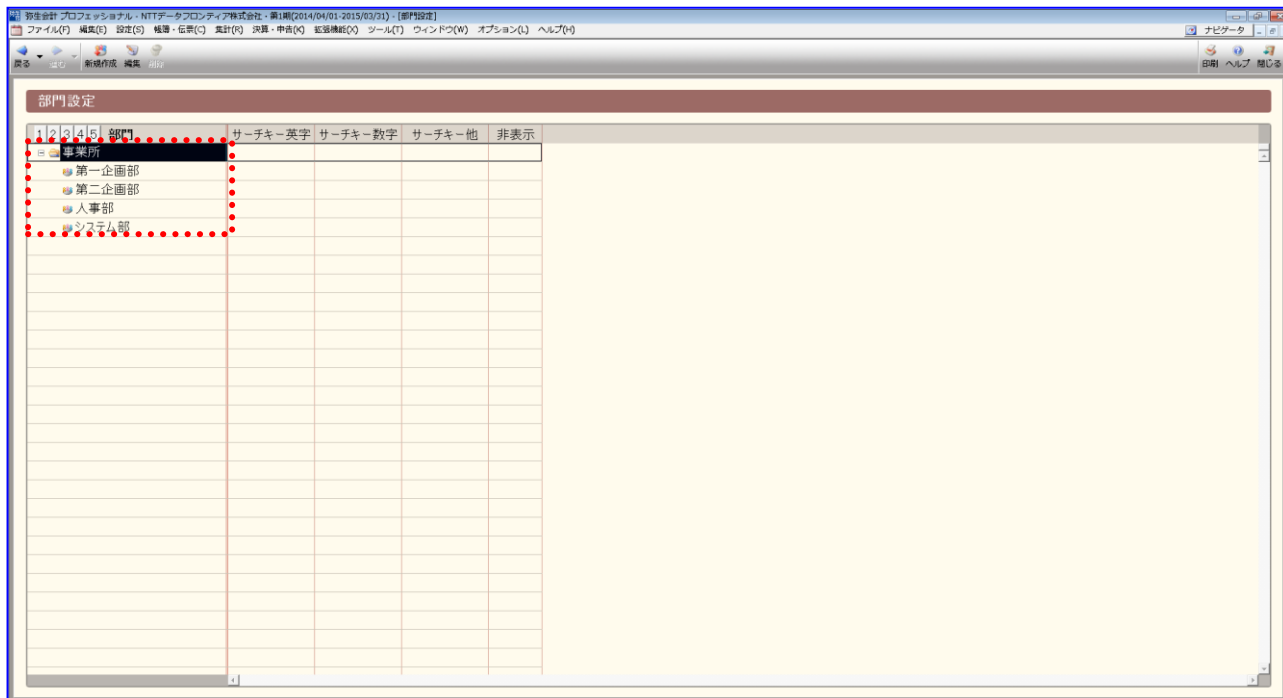 弥生会計 プロフェッショナル - NTTデータフロンティア株式会社 - 第1期(2014/04/01-2015/03/31) - [部門設定]
ファイル(F) 編集(E) 設定(S) 帳簿・伝票(C) 集計(R) 決算・申告(K) 拡張機能(X) ツール(T) ウィンドウ(W) オプション(L) ヘルプ(H) ナビゲータ
戻る 進む 新規作成 編集 削除 印刷 ヘルプ 閉じる
部門設定
1 2 3 4 5 部門 サーチキー英字 サーチキー数字 サーチキー他 非表示
事業所
第一企画部
第二企画部
人事部
システム部